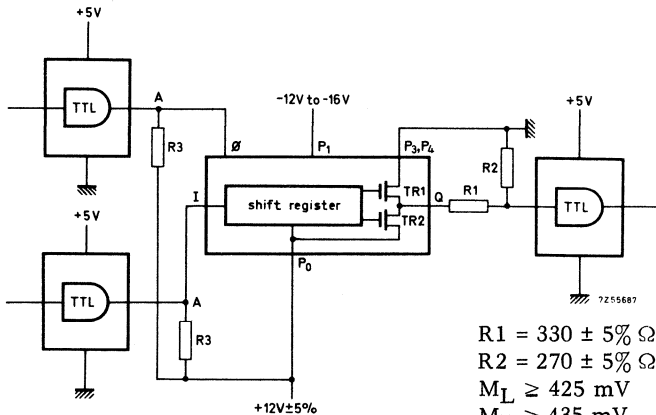 +5V
TTL
A
R3
-12V to -16V
+5V
Ø
P1
P3,P4
R2
I
shift register
TR1
TR2
Q
R1
TTL
+5V
TTL
A
P0
7Z55687
R3
+12V±5%
R1 = 330 ± 5% Ω
R2 = 270 ± 5% Ω
ML ≥ 425 mV